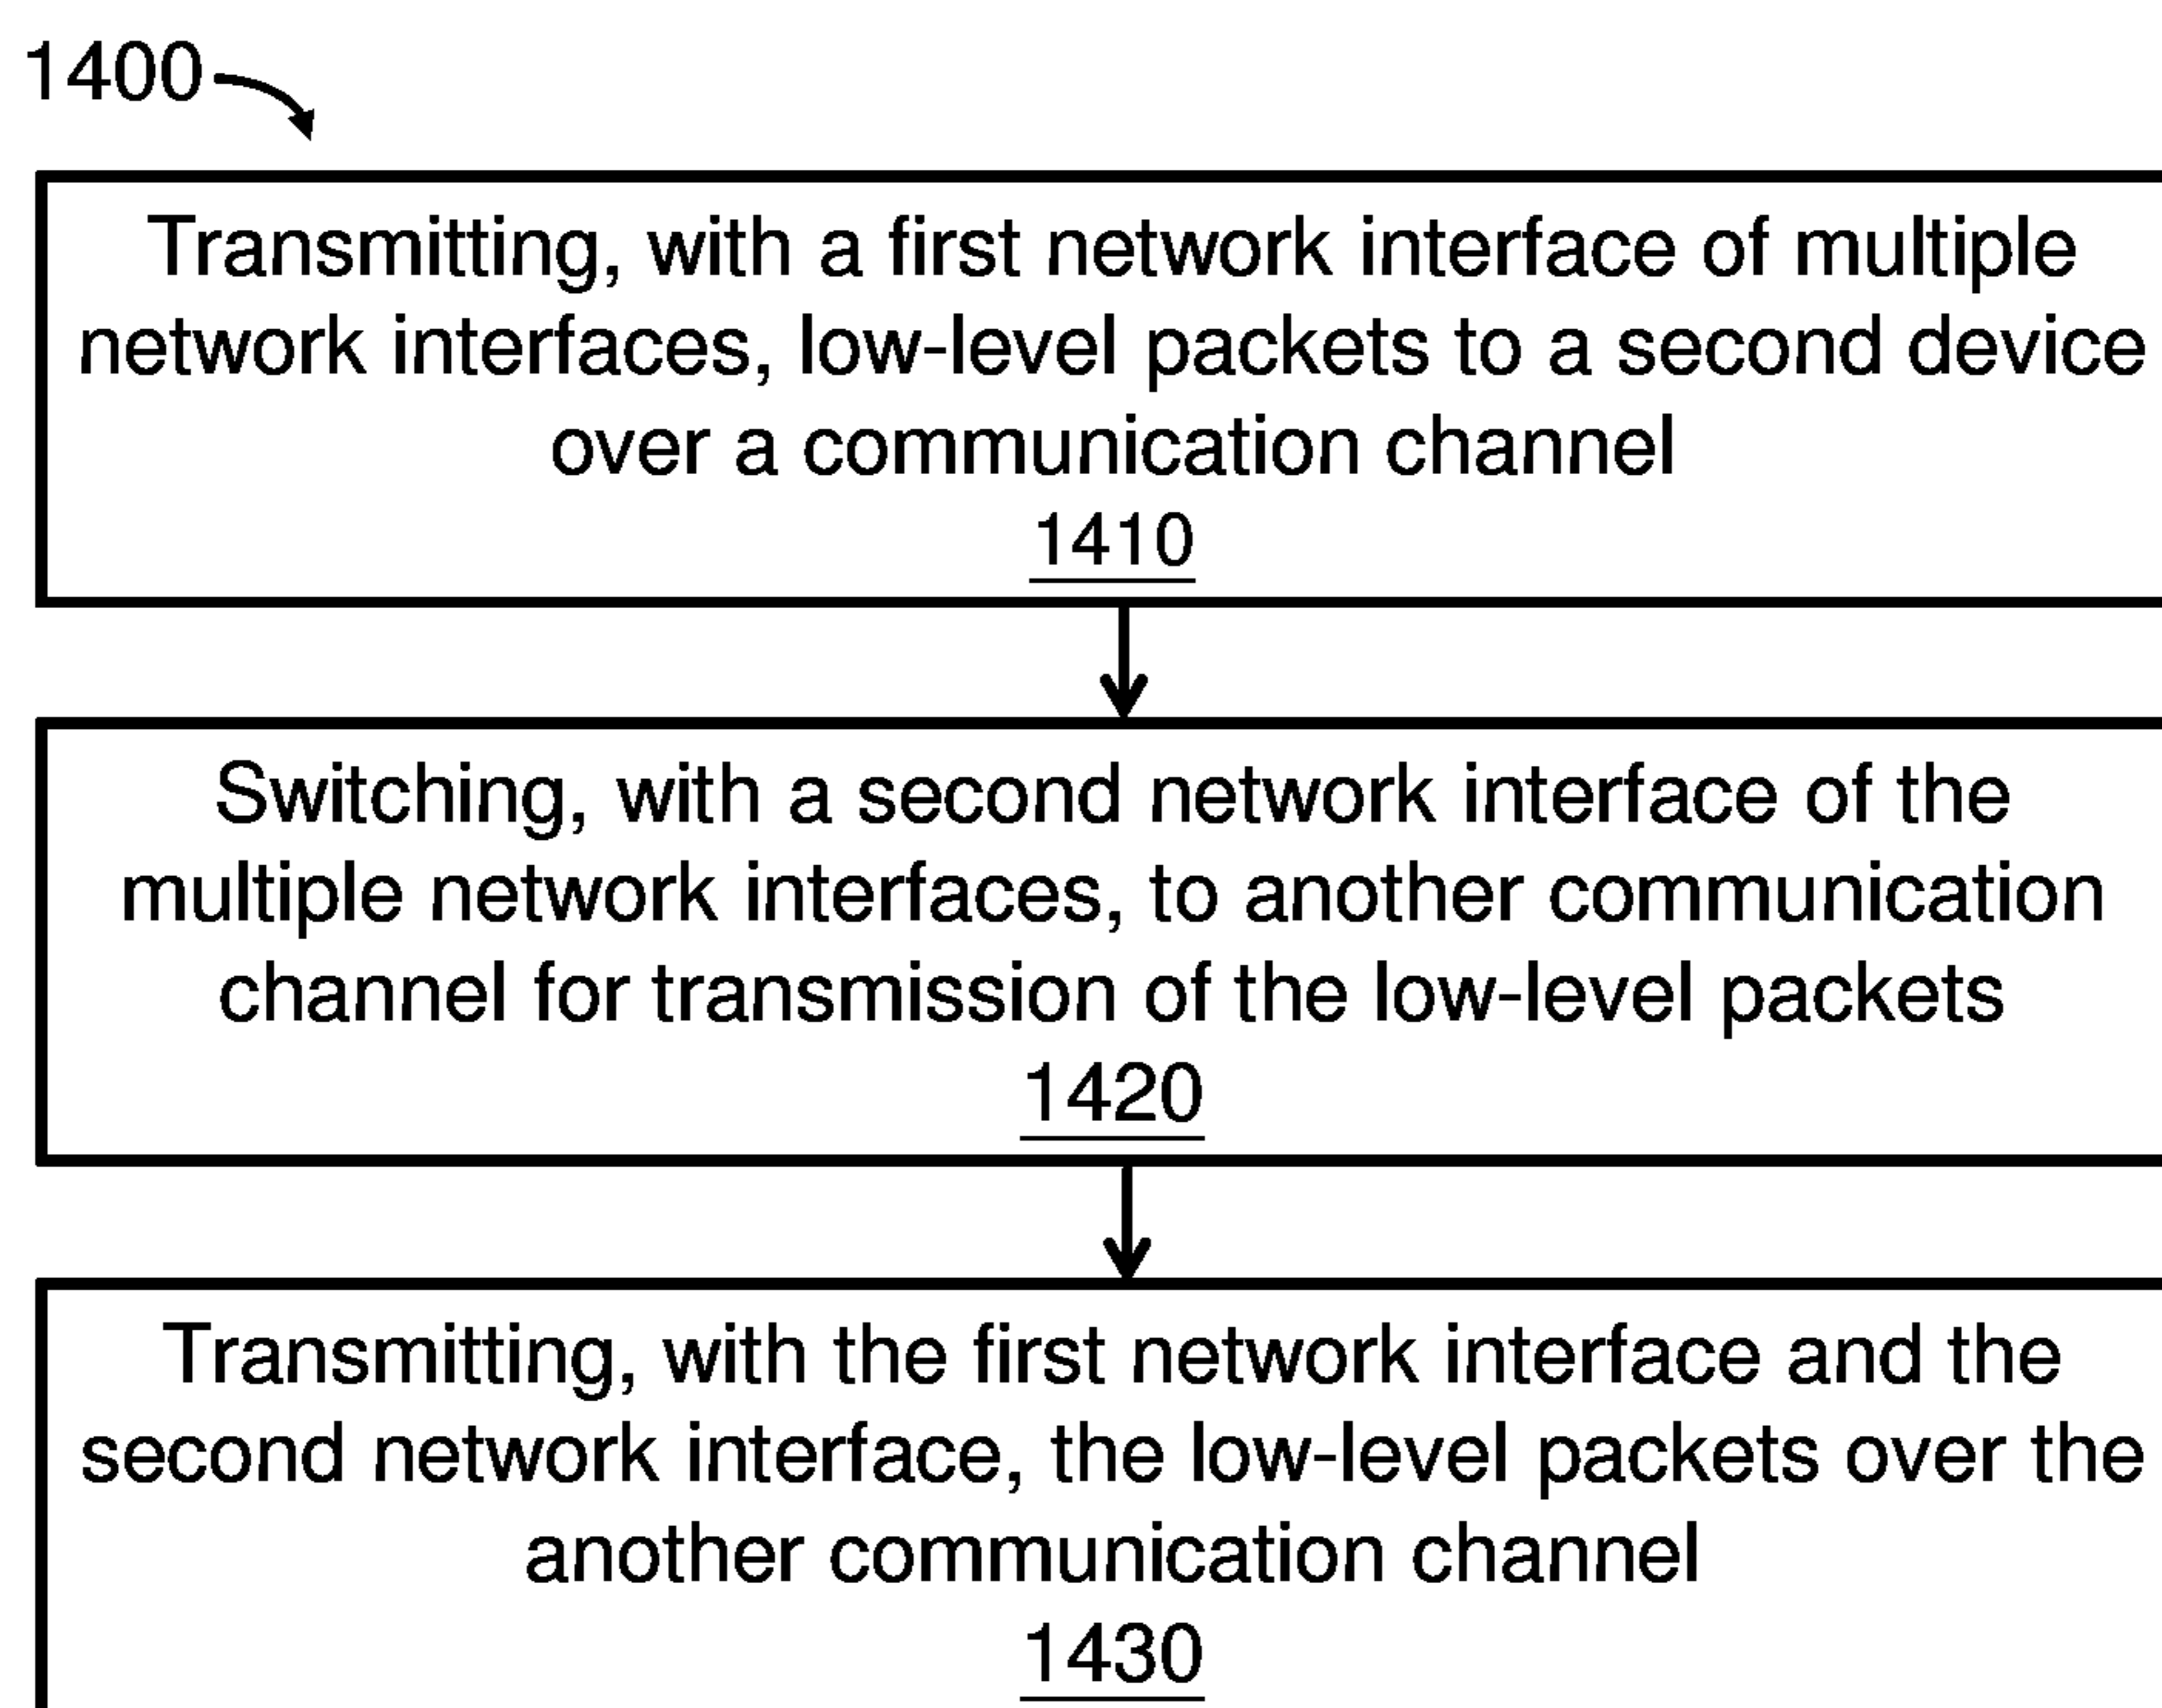 1400
Transmitting, with a first network interface of multiple
network interfaces, low-level packets to a second device
over a communication channel
1410
Switching, with a second network interface of the
multiple network interfaces, to another communication
channel for transmission of the low-level packets
1420
Transmitting, with the first network interface and the
second network interface, the low-level packets over the
another communication channel
1430